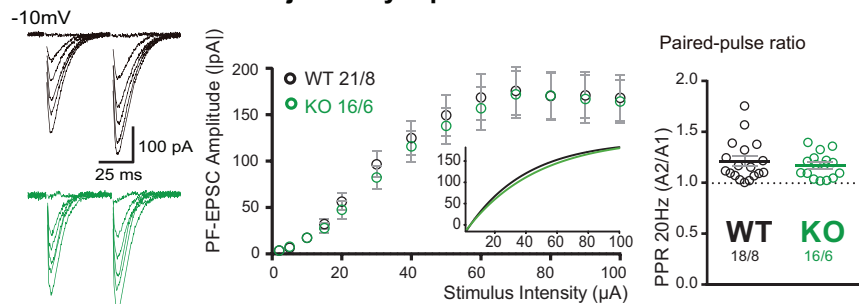 -10mV
100 pA
25 ms
PF-EPSC Amplitude (|pA|)
200
150
100
50
0
WT 21/8
KO 16/6
150
100
50
0
20
40
60
80
100
0
20
40
60
80
100
Stimulus Intensity (µA)
Paired-pulse ratio
PPR 20Hz (A2/A1)
2.0
1.5
1.0
0.5
0.0
WT
18/8
KO
16/6